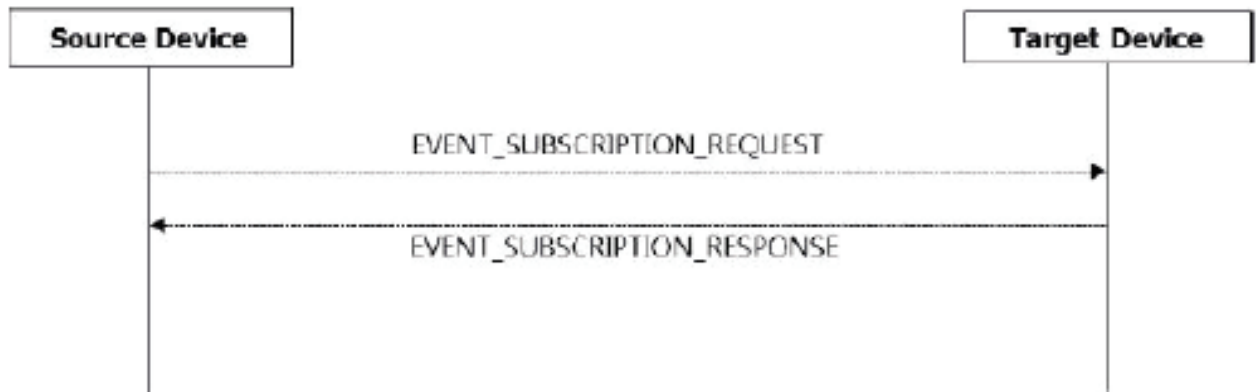 Source Device
Target Device
EVENT_SUBSCRIPTION_REQUEST
EVENT_SUBSCRIPTION_RESPONSE